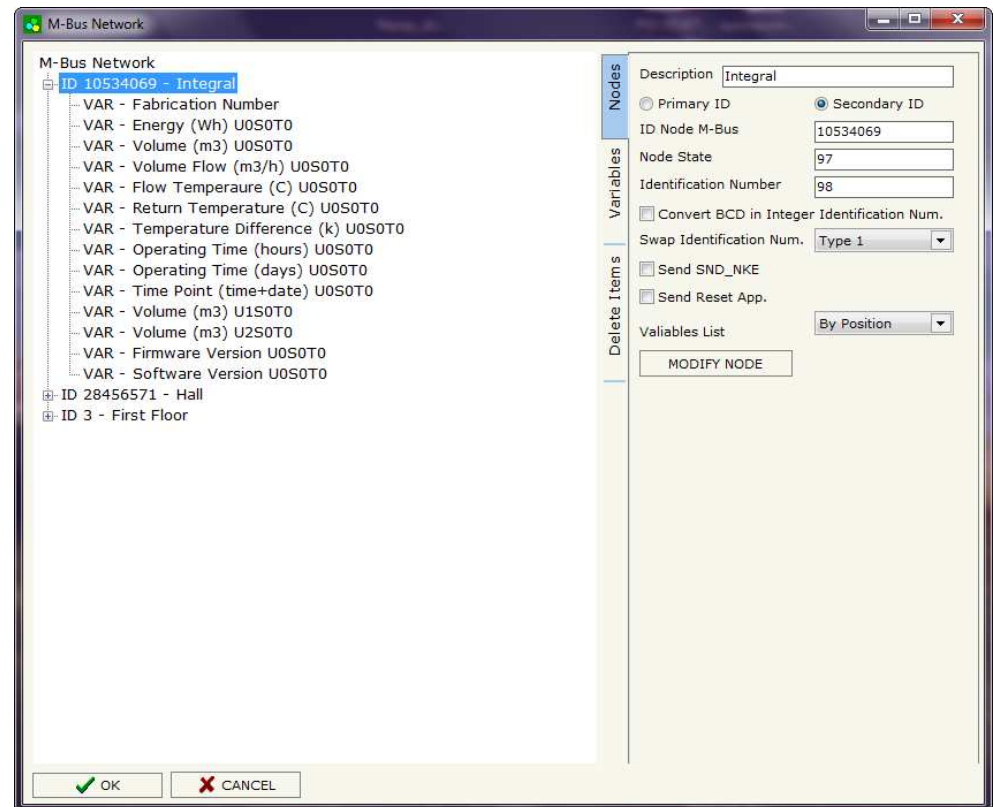 M-Bus Network
M-Bus Network
ID 10534069 - Integral
VAR - Fabrication Number
VAR - Energy (Wh) U0S0T0
VAR - Volume (m3) U0S0T0
VAR - Volume Flow (m3/h) U0S0T0
VAR - Flow Temperaure (C) U0S0T0
VAR - Return Temperature (C) U0S0T0
VAR - Temperature Difference (k) U0S0T0
VAR - Operating Time (hours) U0S0T0
VAR - Operating Time (days) U0S0T0
VAR - Time Point (time+date) U0S0T0
VAR - Volume (m3) U1S0T0
VAR - Volume (m3) U2S0T0
VAR - Firmware Version U0S0T0
VAR - Software Version U0S0T0
ID 28456571 - Hall
ID 3 - First Floor
Nodes
Variables
Delete Items
Description Integral
Primary ID Secondary ID
ID Node M-Bus 10534069
Node State 97
Identification Number 98
Convert BCD in Integer Identification Num.
Swap Identification Num. Type 1
Send SND_NKE
Send Reset App.
Valiables List By Position
MODIFY NODE
OK CANCEL